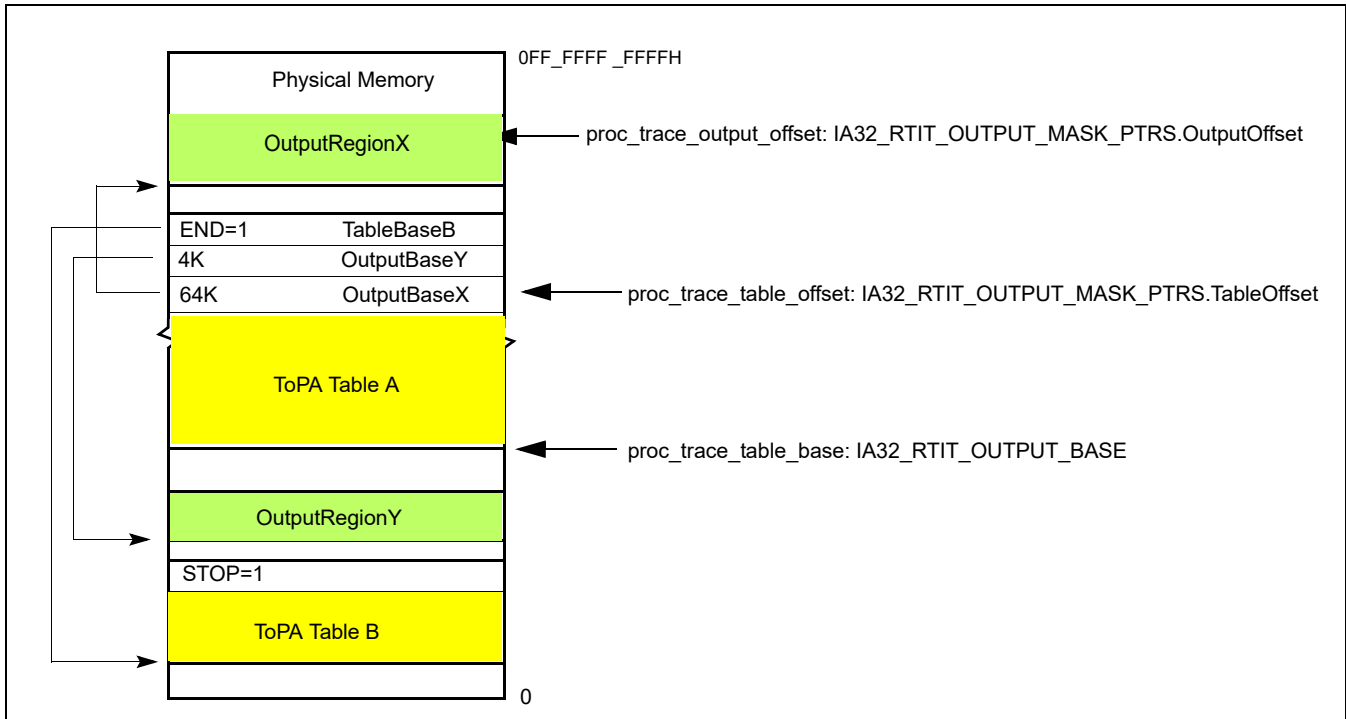 0FF_FFFF _FFFFH
Physical Memory
OutputRegionX
proc_trace_output_offset: IA32_RTIT_OUTPUT_MASK_PTRS.OutputOffset
END=1 TableBaseB
4K OutputBaseY
64K OutputBaseX
proc_trace_table_offset: IA32_RTIT_OUTPUT_MASK_PTRS.TableOffset
ToPA Table A
proc_trace_table_base: IA32_RTIT_OUTPUT_BASE
OutputRegionY
STOP=1
ToPA Table B
0